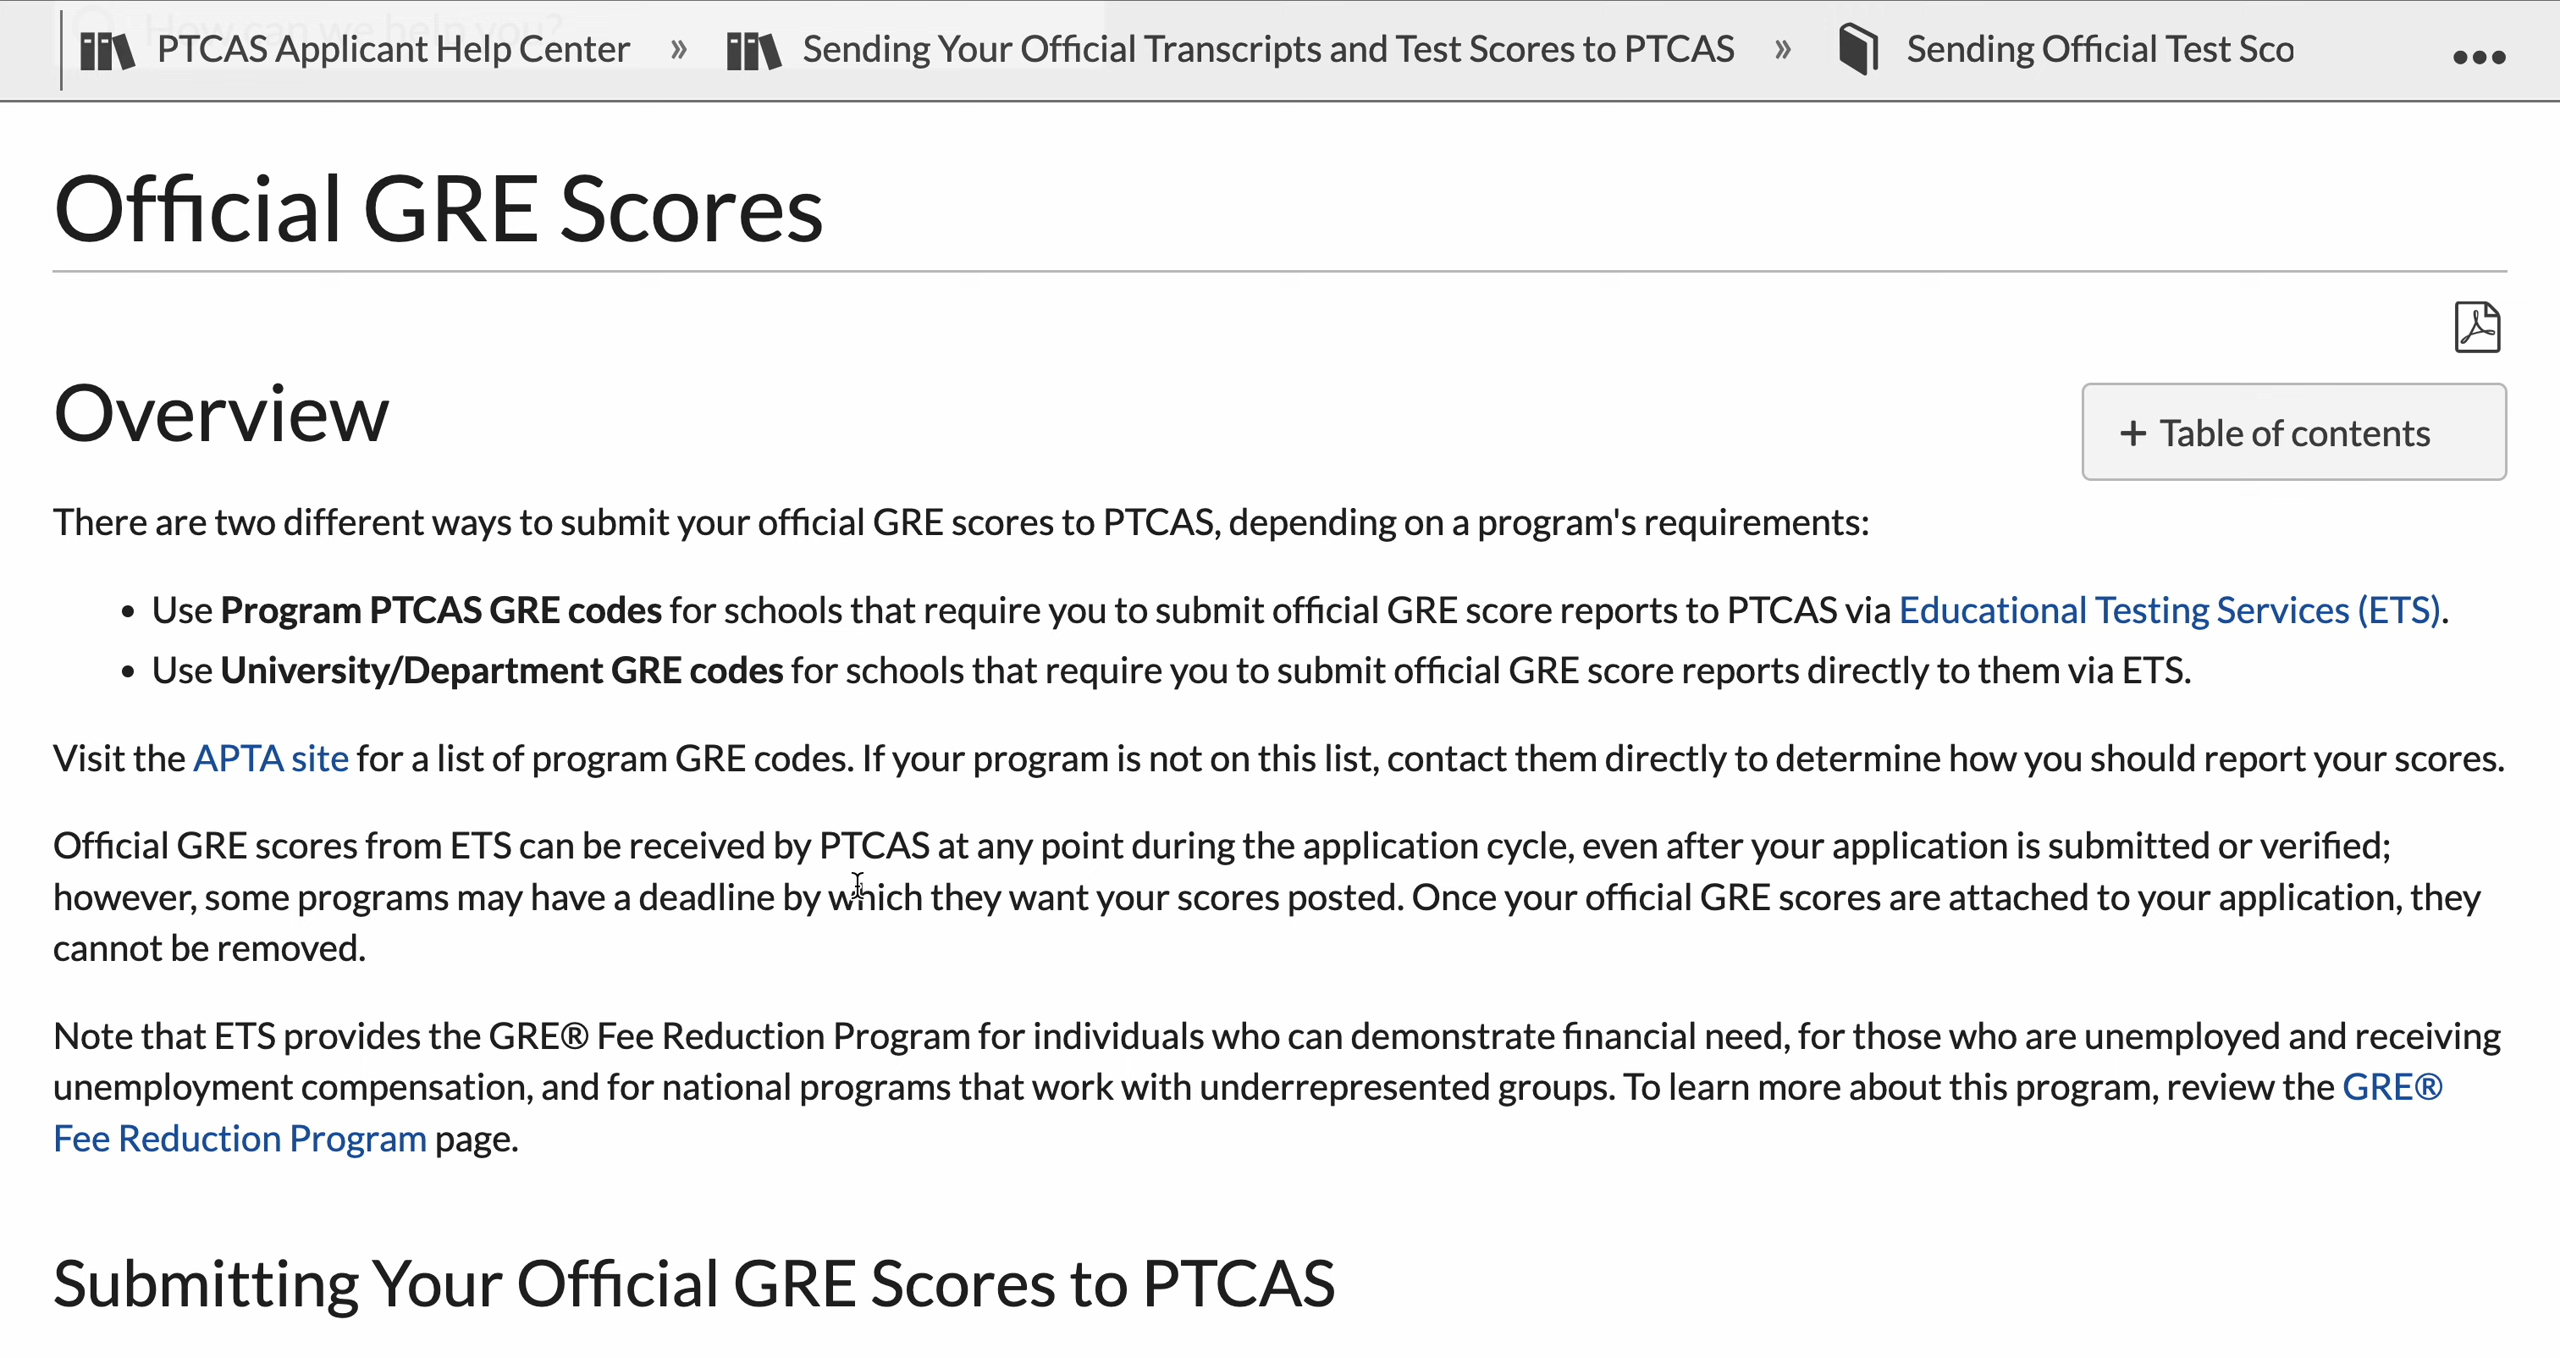 How can we help you?
PTCAS Applicant Help Center » Sending Your Official Transcripts and Test Scores to PTCAS » Sending Official Test Sco
Official GRE Scores
Overview
+ Table of contents
There are two different ways to submit your official GRE scores to PTCAS, depending on a program's requirements:
• Use Program PTCAS GRE codes for schools that require you to submit official GRE score reports to PTCAS via Educational Testing Services (ETS).
• Use University/Department GRE codes for schools that require you to submit official GRE score reports directly to them via ETS.
Visit the APTA site for a list of program GRE codes. If your program is not on this list, contact them directly to determine how you should report your scores.
Official GRE scores from ETS can be received by PTCAS at any point during the application cycle, even after your application is submitted or verified;
however, some programs may have a deadline by which they want your scores posted. Once your official GRE scores are attached to your application, they
cannot be removed.
Note that ETS provides the GRE® Fee Reduction Program for individuals who can demonstrate financial need, for those who are unemployed and receiving
unemployment compensation, and for national programs that work with underrepresented groups. To learn more about this program, review the GRE®
Fee Reduction Program page.
Submitting Your Official GRE Scores to PTCAS